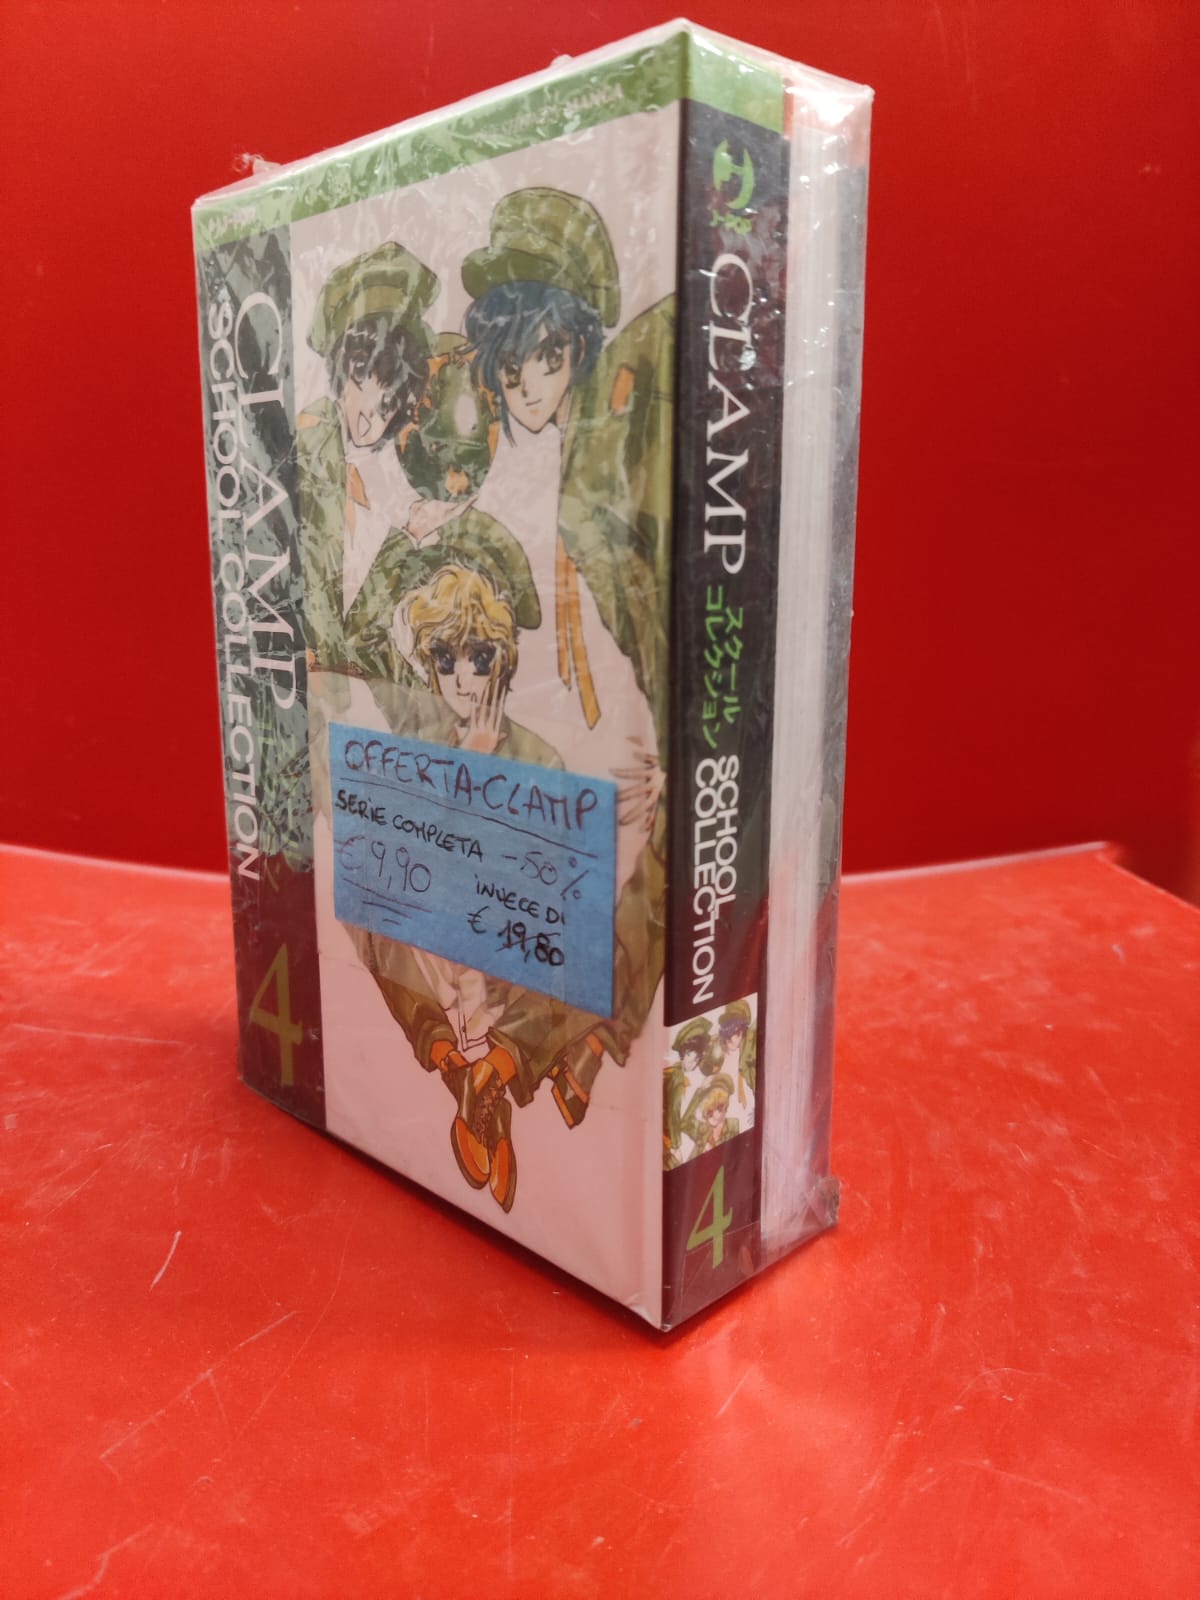 CLAMP
SCHOOL COLLECTION
4
OFFERTA-CLAMP
SERIE COMPLETA -50%
€ 9,90
INVECE DI
€ 19,80
CLAMP
スクール
コレクション
SCHOOL
COLLECTION
4